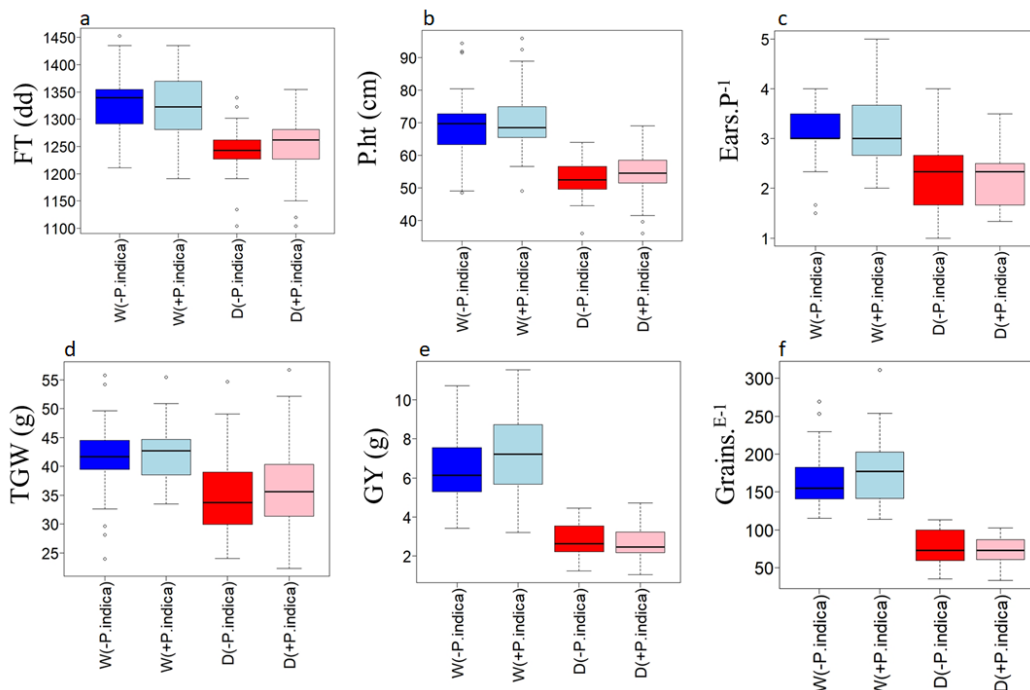 a
FT (dd)
1450
1400
1350
1300
1250
1200
1150
1100
W(-P.indica)
W(+P.indica)
D(-P.indica)
D(+P.indica)
b
P.ht (cm)
90
80
70
60
50
40
W(-P.indica)
W(+P.indica)
D(-P.indica)
D(+P.indica)
c
Ears.P-1
5
4
3
2
1
W(-P.indica)
W(+P.indica)
D(-P.indica)
D(+P.indica)
d
TGW (g)
55
50
45
40
35
30
25
W(-P.indica)
W(+P.indica)
D(-P.indica)
D(+P.indica)
e
GY (g)
10
8
6
4
2
W(-P.indica)
W(+P.indica)
D(-P.indica)
D(+P.indica)
f
Grains.E-1
300
250
200
150
100
50
W(-P.indica)
W(+P.indica)
D(-P.indica)
D(+P.indica)